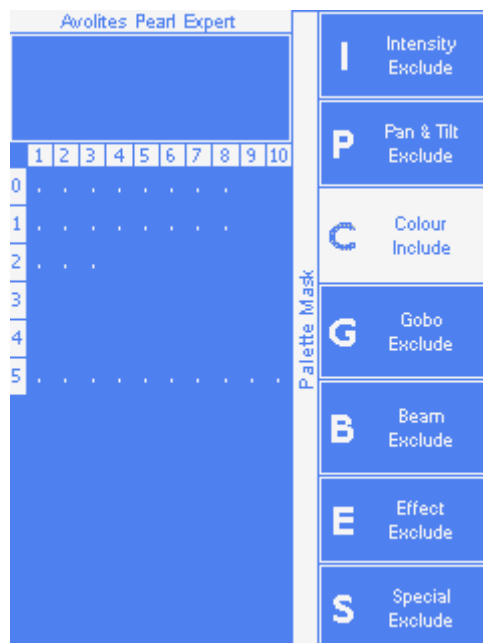 Avolites Pearl Expert
1 2 3 4 5 6 7 8 9 10
0 . . . . . . . .
1 . . . . . . . .
2 . . .
3
4
5 . . . . . . . . . .
Palette Mask
I
Intensity
Exclude
P
Pan & Tilt
Exclude
C
Colour
Include
G
Gobo
Exclude
B
Beam
Exclude
E
Effect
Exclude
S
Special
Exclude